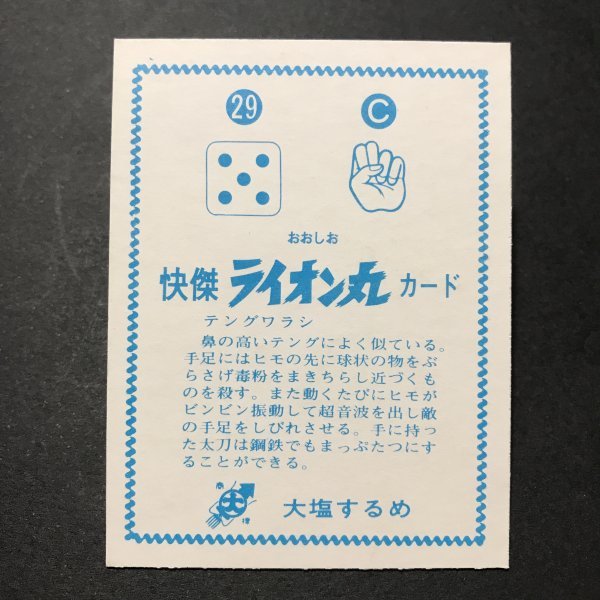 29 C
おおしお
快傑 ライオン丸 カード
テングワラシ
鼻の高いテングによく似ている。
手足にはヒモの先に球状の物をぶ
らさげ毒粉をまきちらし近づくも
のを殺す。また動くたびにヒモが
ビンビン振動して超音波を出し敵
の手足をしびれさせる。手に持っ
た太刀は鋼鉄でもまっぷたつにす
ることができる。
大塩するめ